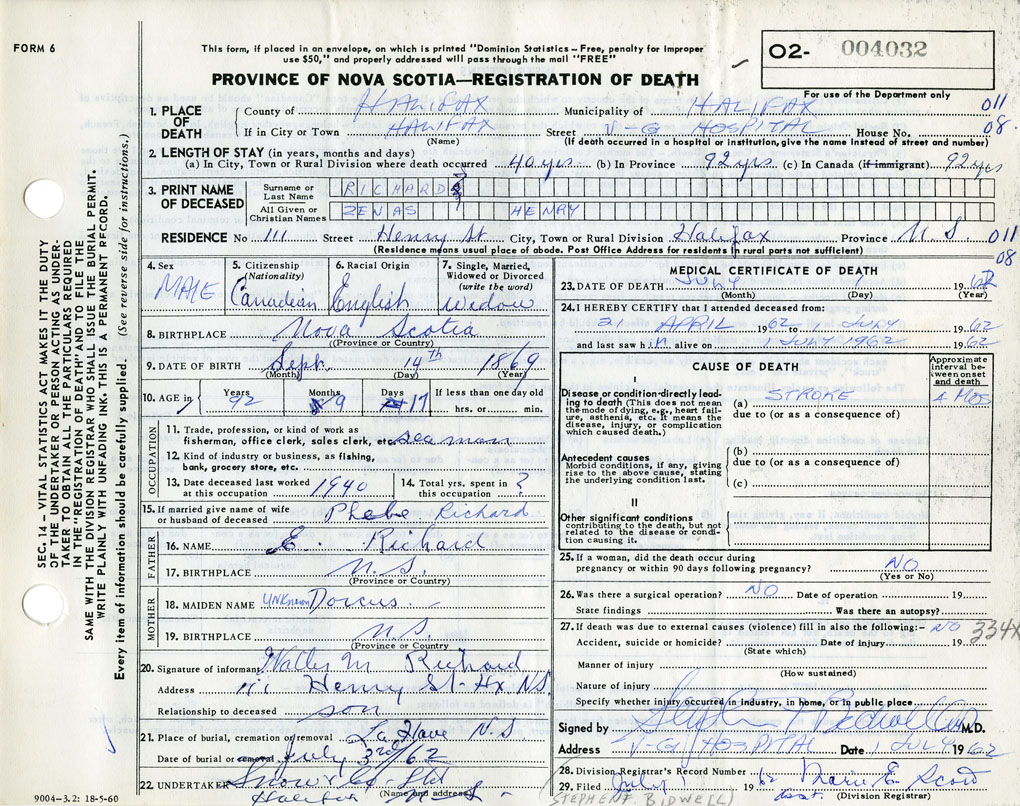 FORM 6
This form, if placed in an envelope, on which is printed "Dominion Statistics – Free, penalty for improper
use $50," and properly addressed will pass through the mail "FREE"
PROVINCE OF NOVA SCOTIA—REGISTRATION OF DEATH
O2- 004032
For use of the Department only
1. PLACE OF DEATH County of HALIFAX Municipality of HALIFAX 011
If in City or Town HALIFAX Street V-G HOSPITAL House No. 08
(Name) (If death occurred in a hospital or institution, give the name instead of street and number)
2. LENGTH OF STAY (in years, months and days)
(a) In City, Town or Rural Division where death occurred 40 yrs (b) In Province 92 yrs (c) In Canada (if immigrant) 92 yrs
3. PRINT NAME OF DECEASED Surname or Last Name RICHARD
All Given or Christian Names ZENAS HENRY
RESIDENCE No 111 Street Henry St City, Town or Rural Division Halifax Province N S 011
(Residence means usual place of abode. Post Office Address for residents in rural parts not sufficient) 08
4. Sex MALE
5. Citizenship (Nationality) Canadian
6. Racial Origin English
7. Single, Married, Widowed or Divorced (write the word) Widow
8. BIRTHPLACE Nova Scotia
(Province or Country)
9. DATE OF BIRTH Seph 14th 1869
(Month) (Day) (Year)
10. AGE in Years 92 Months 9 Days 17 If less than one day old hrs. or min.
OCCUPATION
11. Trade, profession, or kind of work as
fisherman, office clerk, sales clerk, etc. Seaman
12. Kind of industry or business, as fishing,
bank, grocery store, etc.
13. Date deceased last worked at this occupation 1940 14. Total yrs. spent in ?
15. If married give name of wife or husband of deceased Phebe Richard
FATHER
16. NAME E. Richard
17. BIRTHPLACE N.S.
(Province or Country)
MOTHER
18. MAIDEN NAME UNKNOWN Dorcus
19. BIRTHPLACE N.S.
(Province or Country)
20. Signature of informant M Richard
Address 111 Henry St - Hx N.S.
Relationship to deceased son
21. Place of burial, cremation or removal La Have N S
Date of burial or removal July 3rd/62
22. UNDERTAKER Snow & Co Ltd
Halifax N S
(Name and address)
9004-3.2: 18-5-60
SEC. 14 — VITAL STATISTICS ACT MAKES IT THE DUTY
OF THE UNDERTAKER OR PERSON ACTING AS UNDER-
TAKER TO OBTAIN ALL THE PARTICULARS REQUIRED
IN THE "REGISTRATION OF DEATH" AND TO FILE THE
SAME WITH THE DIVISION REGISTRAR WHO SHALL ISSUE THE BURIAL PERMIT.
WRITE PLAINLY WITH UNFADING INK. THIS IS A PERMANENT RECORD.
Every item of information should be carefully supplied. (See reverse side for instructions.)
MEDICAL CERTIFICATE OF DEATH
23. DATE OF DEATH JULY 1 1962
(Month) (Day) (Year)
24. I HEREBY CERTIFY that I attended deceased from:
21 APRIL 1962 to 1 JULY 1962
and last saw him alive on 1 JULY 1962 1962
CAUSE OF DEATH
Approximate interval between onset and death
I
Disease or condition directly lead-
ing to death (This does not mean
the mode of dying, e.g., heart fail-
ure, asthenia, etc. It means the
disease, injury, or complication
which caused death.)
(a) STROKE 4 MOS
due to (or as a consequence of)
Antecedent causes
Morbid conditions, if any, giving
rise to the above cause, stating
the underlying condition last.
(b)
due to (or as a consequence of)
(c)
II
Other significant conditions
contributing to the death, but not
related to the disease or condi-
tion causing it.
25. If a woman, did the death occur during
pregnancy or within 90 days following pregnancy? NO
(Yes or No)
26. Was there a surgical operation? NO Date of operation 19
State findings Was there an autopsy?
27. If death was due to external causes (violence) fill in also the following:- NO 334X
Accident, suicide or homicide? Date of injury 19
(State which)
Manner of injury
(How sustained)
Nature of injury
Specify whether injury occurred in industry, in home, or in public place
Signed by Stephen F Bidwell M.D.
Address V-G HOSPITAL Date 1 JULY 1962
28. Division Registrar's Record Number
29. Filed July 1 1962 Marie E. Scott
(Division Registrar)
(STEPHEN F. BIDWELL)